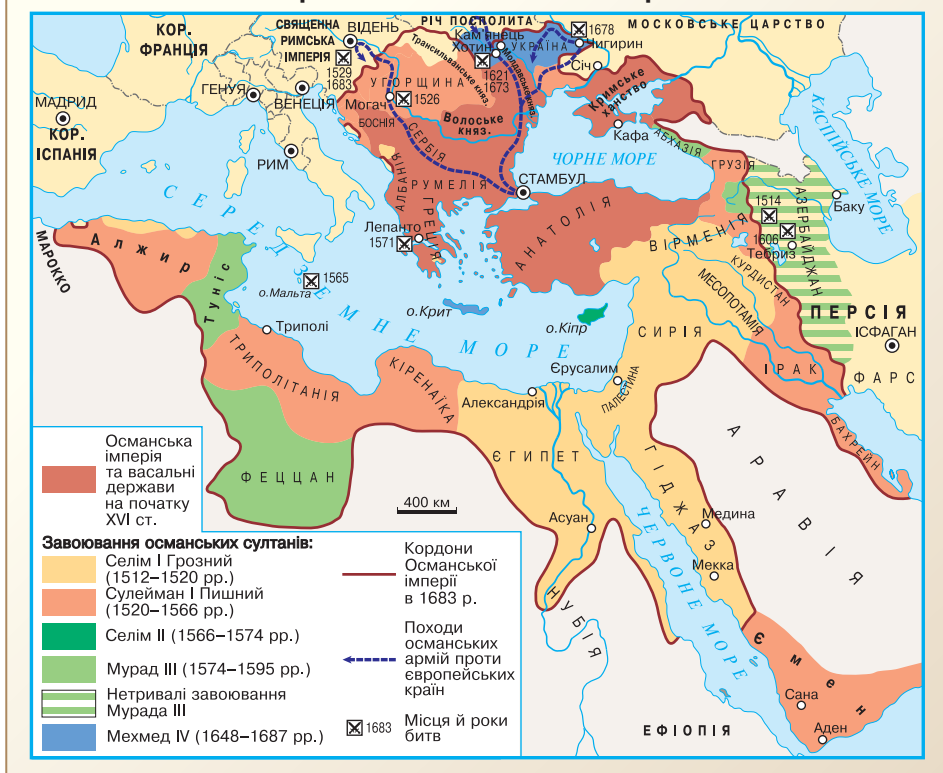 КОР.
ФРАНЦІЯ
СВЯЩЕННА
РИМСЬКА
ІМПЕРІЯ
ВІДЕНЬ
1529
1683
РІЧ ПОСПОЛИТА
Кам'янець
Хотин
1621
1673
УКРАЇНА
1678
Чигирин
Січ
МОСКОВСЬКЕ ЦАРСТВО
Трансильванське княз.
Молдавське княз.
УГОРЩИНА
Могач
1526
БОСНІЯ
Волоське
княз.
СЕРБІЯ
Кримське
ханство
Кафа
ЧОРНЕ МОРЕ
АБХАЗІЯ
ГРУЗІЯ
КАСПІЙСЬКЕ МОРЕ
МАДРИД
КОР.
ІСПАНІЯ
ГЕНУЯ
ВЕНЕЦІЯ
РИМ
СЕРЕДЗЕМНЕ МОРЕ
АЛБАНІЯ
РУМЕЛІЯ
ГРЕЦІЯ
СТАМБУЛ
Лепанто
1571
АНАТОЛІЯ
ВІРМЕНІЯ
1514
1606
Тебриз
АЗЕРБАЙДЖАН
Баку
КУРДИСТАН
МЕСОПОТАМІЯ
ПЕРСІЯ
ІСФАГАН
ФАРС
ІРАК
БАХРЕЙН
МАРОККО
Алжир
Туніс
1565
о.Мальта
о.Крит
о.Кіпр
СИРІЯ
Триполі
ТРИПОЛІТАНІЯ
КІРЕНАЇКА
Єрусалим
ПАЛЕСТИНА
Александрія
ФЕЦЦАН
ЄГИПЕТ
400 км
Асуан
ГІДЖАЗ
Медина
Мекка
АРАВІЯ
ЧЕРВОНЕ МОРЕ
НУБІЯ
Ємен
Сана
Аден
ЕФІОПІЯ
Османська
імперія
та васальні
держави
на початку
XVI ст.
Завоювання османських султанів:
Селім I Грозний
(1512–1520 рр.)
Сулейман I Пишний
(1520–1566 рр.)
Селім II (1566–1574 рр.)
Мурад III (1574–1595 рр.)
Нетривалі завоювання
Мурада III
Мехмед IV (1648–1687 рр.)
Кордони
Османської
імперії
в 1683 р.
Походи
османських
армій проти
європейських
країн
1683
Місця й роки
битв